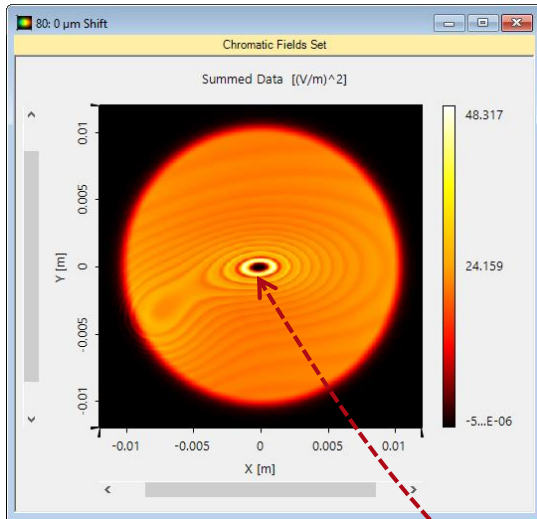 80: 0 µm Shift
Chromatic Fields Set
Summed Data [(V/m)^2]
48.317
24.159
-5...E-06
Y [m]
0.01
0.005
0
-0.005
-0.01
-0.01 -0.005 0 0.005 0.01
X [m]